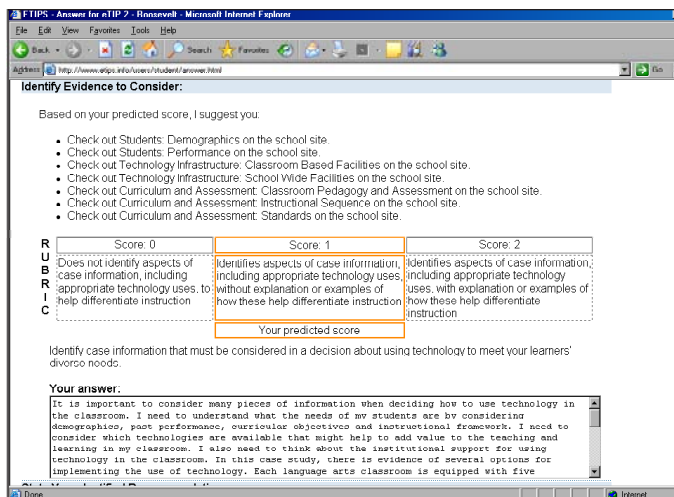 ETIPS - Answer for eTIP 2 - Roosevelt - Microsoft Internet Explorer
File Edit View Favorites Tools Help
Back Search Favorites
Address http://www.etips.info/users/student/answer.html Go
Identify Evidence to Consider:
Based on your predicted score, I suggest you:
• Check out Students: Demographics on the school site.
• Check out Students: Performance on the school site.
• Check out Technology Infrastructure: Classroom Based Facilities on the school site.
• Check out Technology Infrastructure: School Wide Facilities on the school site.
• Check out Curriculum and Assessment: Classroom Pedagogy and Assessment on the school site.
• Check out Curriculum and Assessment: Instructional Sequence on the school site.
• Check out Curriculum and Assessment: Standards on the school site.
RUBRIC
Score: 0
Does not identify aspects of
case information, including
appropriate technology uses, to
help differentiate instruction
Score: 1
Identifies aspects of case information,
including appropriate technology uses,
without explanation or examples of
how these help differentiate instruction
Your predicted score
Score: 2
Identifies aspects of case information,
including appropriate technology
uses, with explanation or examples of
how these help differentiate
instruction
Identify case information that must be considered in a decision about using technology to meet your learners'
diverse needs.
Your answer:
It is important to consider many pieces of information when deciding how to use technology in
the classroom. I need to understand what the needs of my students are by considering
demographics, past performance, curricular objectives and instructional framework. I need to
consider which technologies are available that might help to add value to the teaching and
learning in my classroom. I also need to think about the institutional support for using
technology in the classroom. In this case study, there is evidence of several options for
implementing the use of technology. Each language arts classroom is equipped with five
Done Internet